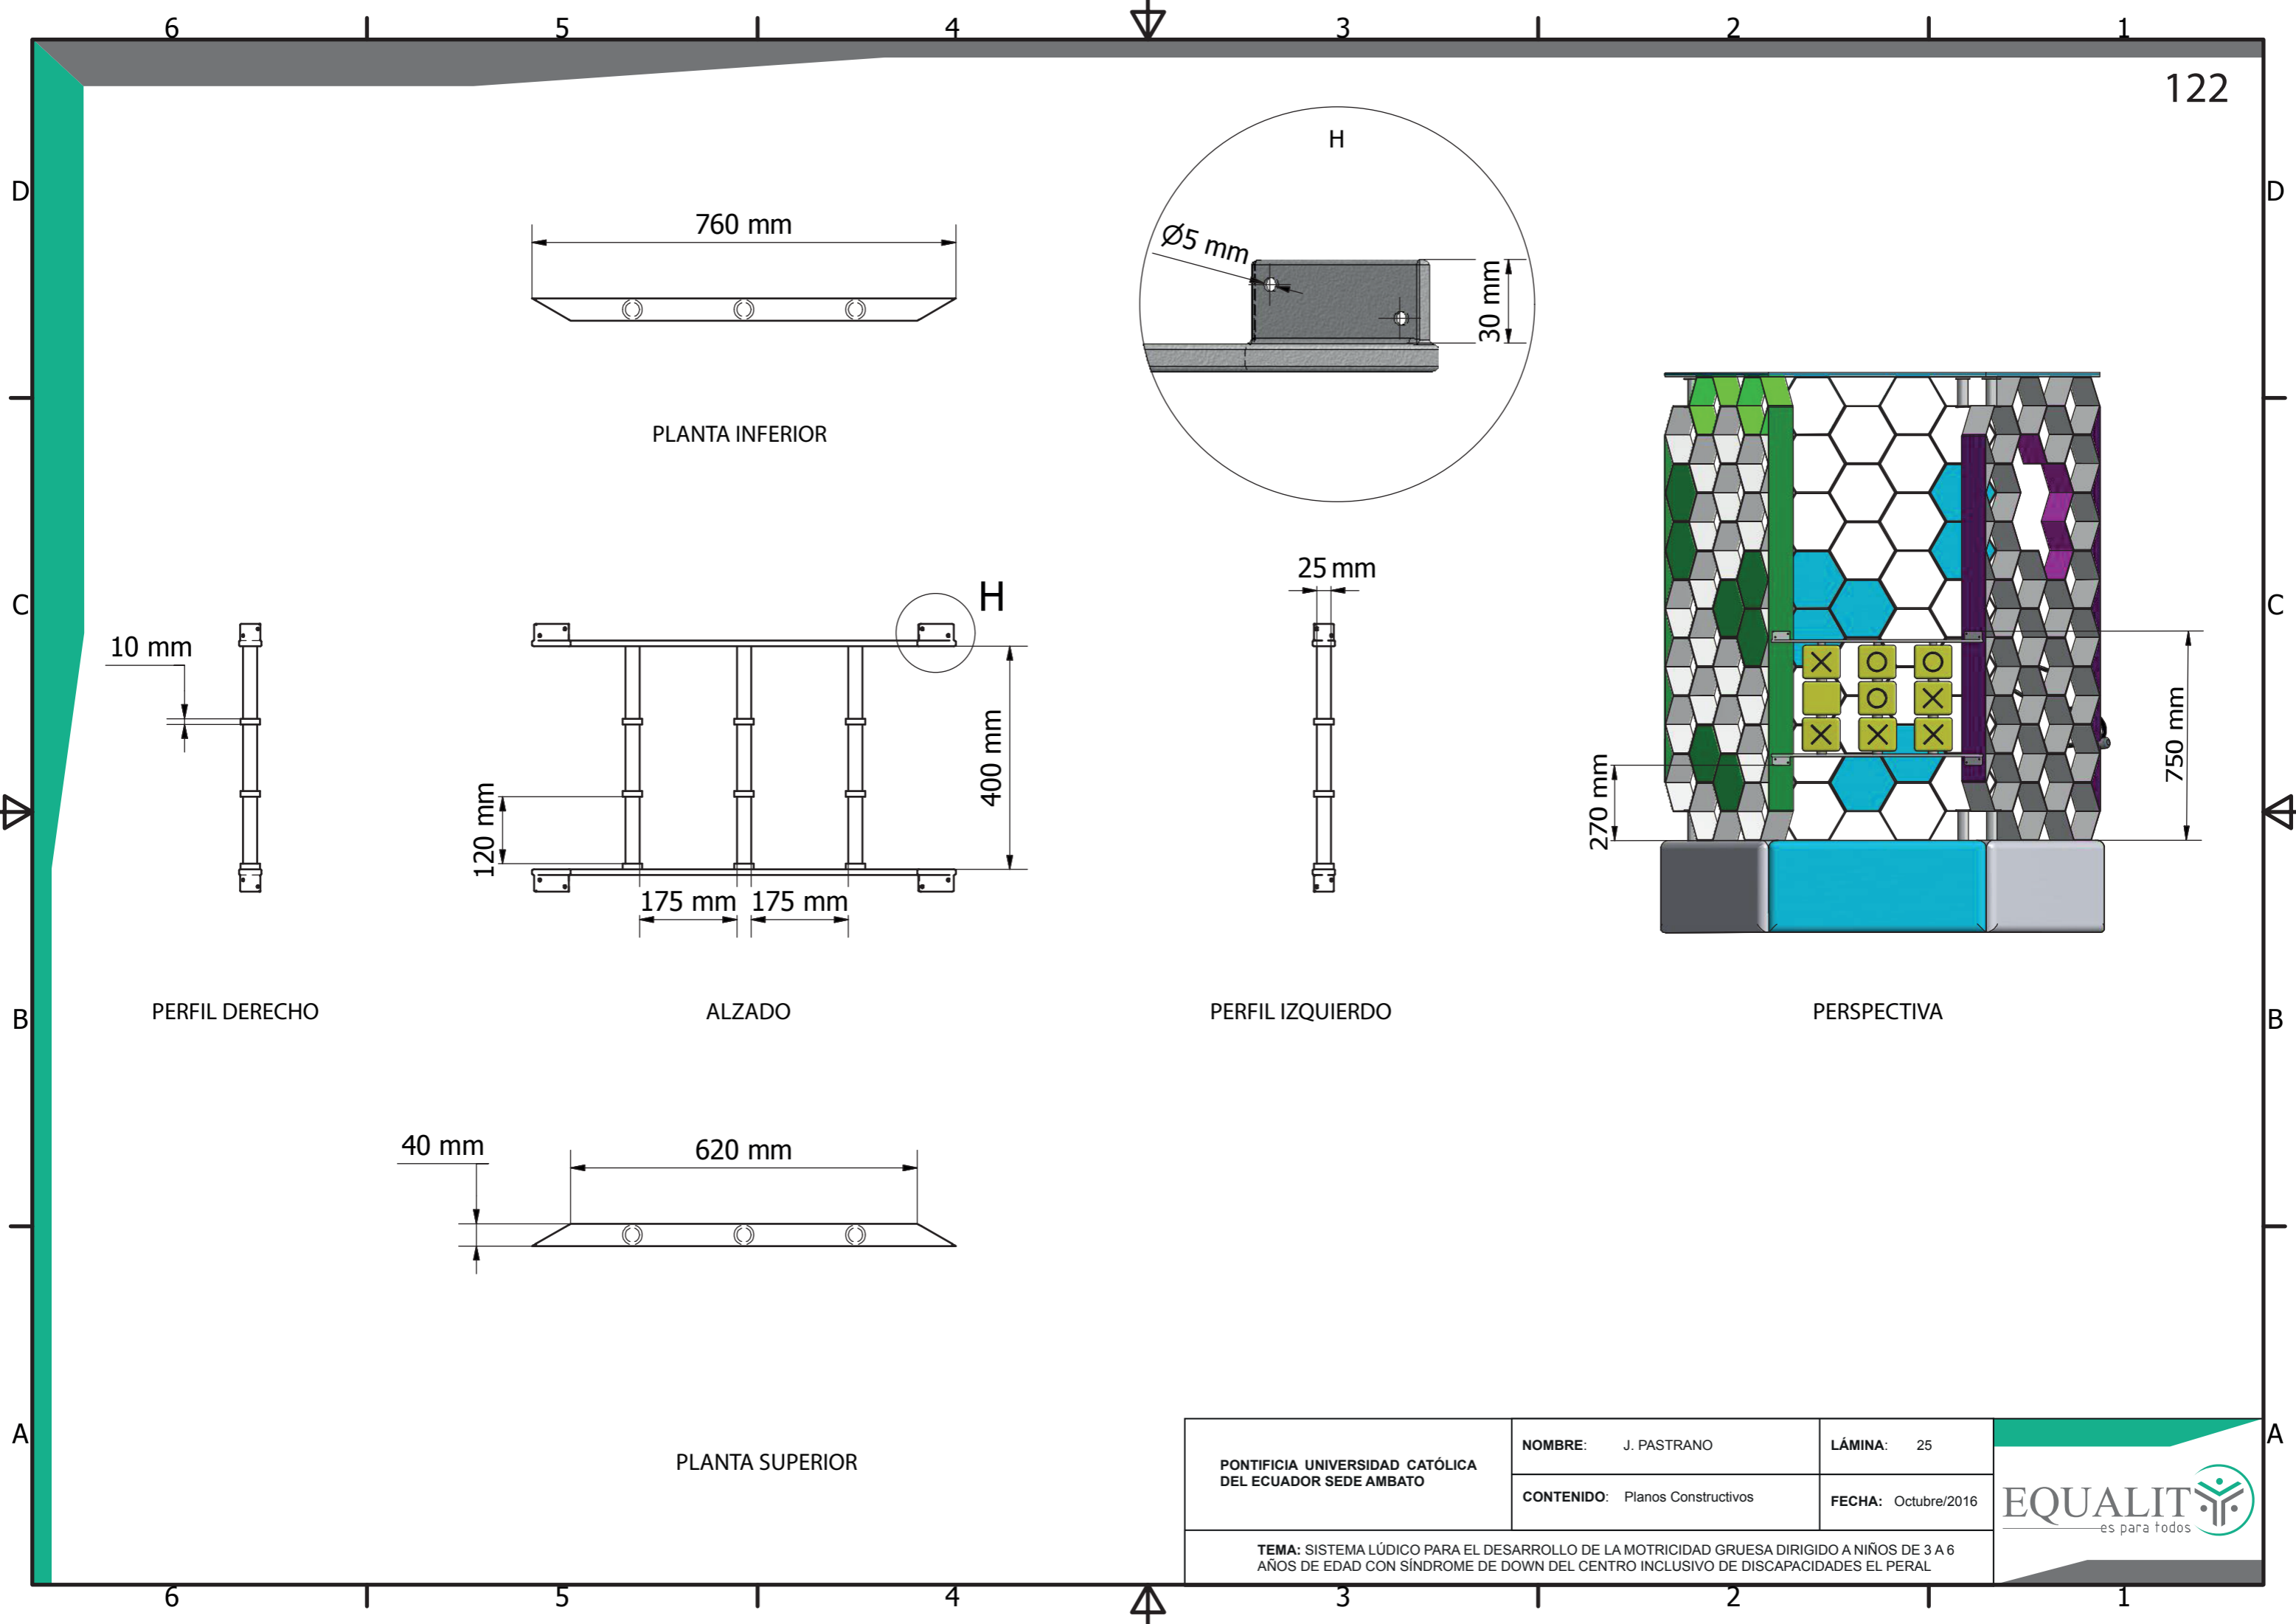 6 5 4 3 2 1
122
D D
H
760 mm
Ø5 mm
30 mm
PLANTA INFERIOR
C C
25 mm
H
10 mm
400 mm
120 mm
175 mm 175 mm
X O O
O X
X X X
750 mm
270 mm
PERFIL DERECHO ALZADO PERFIL IZQUIERDO PERSPECTIVA
B B
40 mm
620 mm
PLANTA SUPERIOR
A A
PONTIFICIA UNIVERSIDAD CATÓLICA
DEL ECUADOR SEDE AMBATO
NOMBRE: J. PASTRANO
LÁMINA: 25
CONTENIDO: Planos Constructivos
FECHA: Octubre/2016
TEMA: SISTEMA LÚDICO PARA EL DESARROLLO DE LA MOTRICIDAD GRUESA DIRIGIDO A NIÑOS DE 3 A 6
AÑOS DE EDAD CON SÍNDROME DE DOWN DEL CENTRO INCLUSIVO DE DISCAPACIDADES EL PERAL
EQUALITY
es para todos
6 5 4 3 2 1